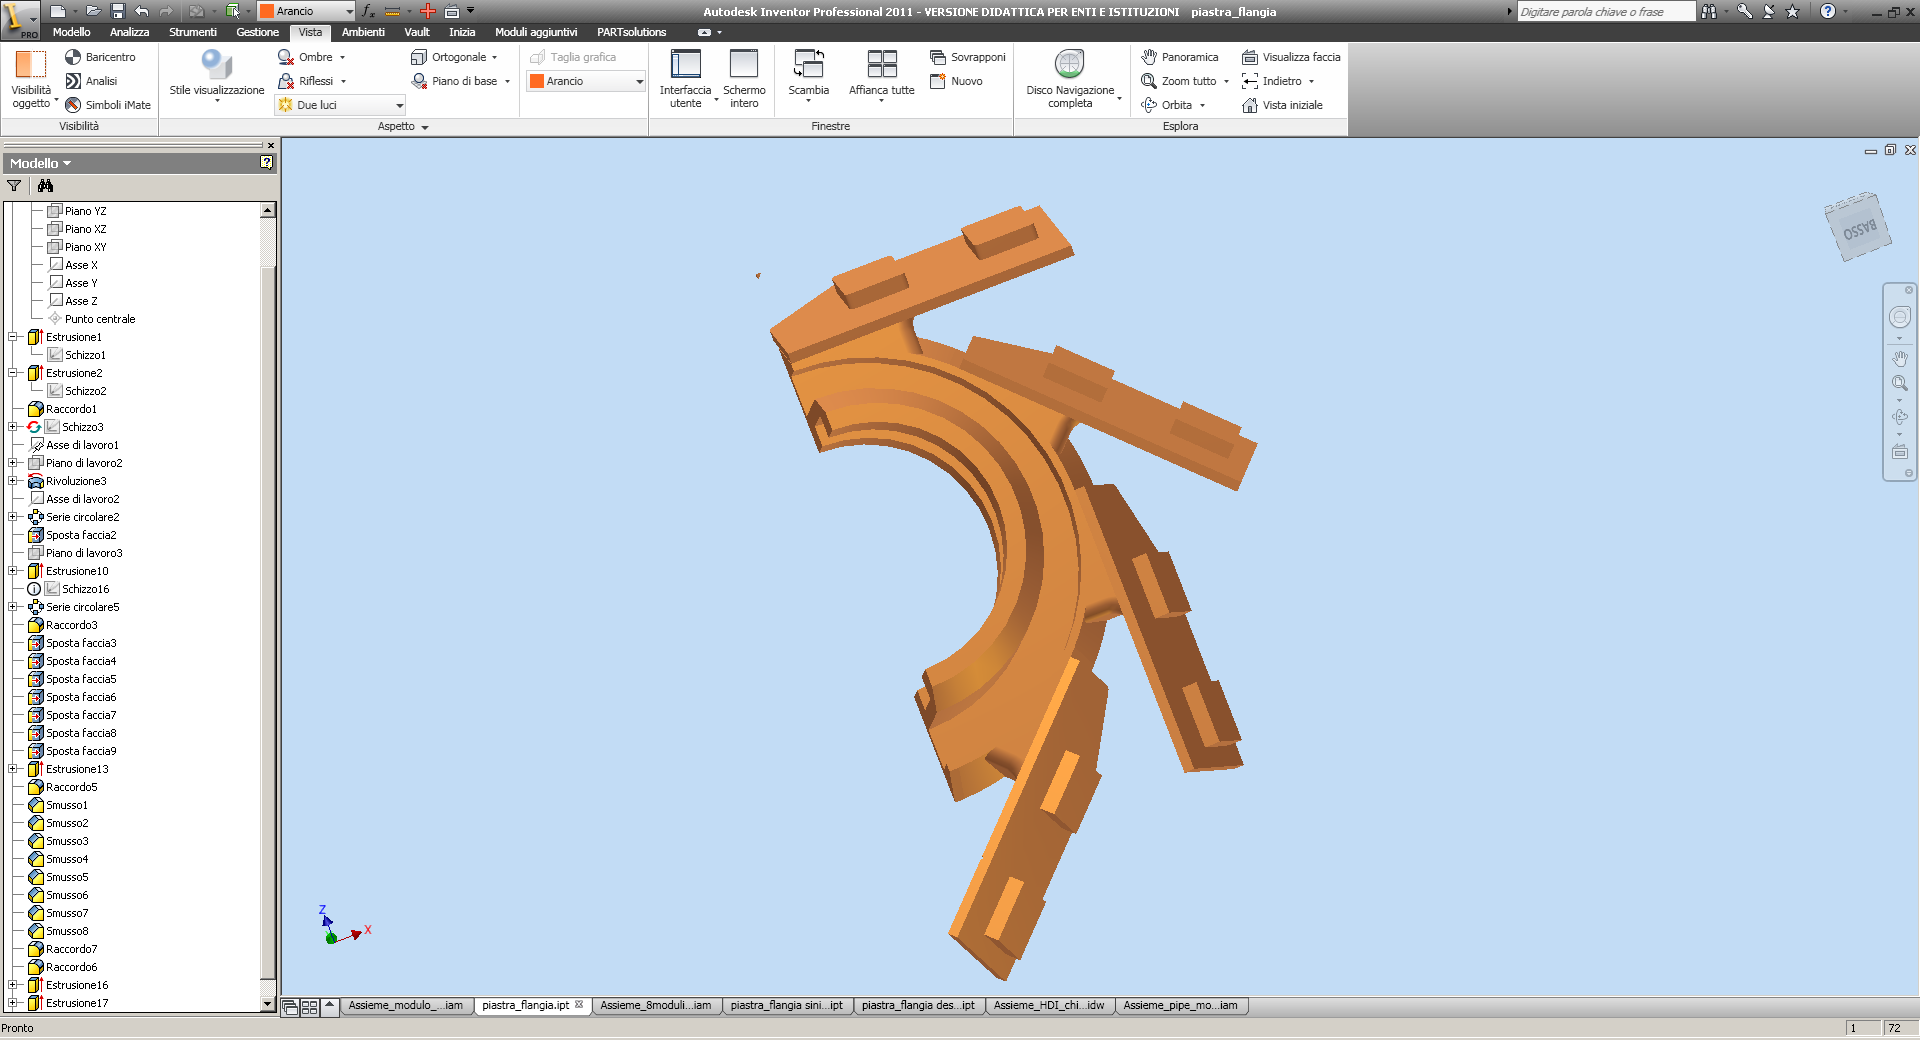 Arancio
Autodesk Inventor Professional 2011 - VERSIONE DIDATTICA PER ENTI E ISTITUZIONI piastra_flangia
Digitare parola chiave o frase
PRO
Modello Analizza Strumenti Gestione Vista Ambienti Vault Inizia Moduli aggiuntivi PARTsolutions
Visibilità oggetto
Baricentro
Analisi
Simboli iMate
Visibilità
Stile visualizzazione
Ombre
Riflessi
Due luci
Ortogonale
Piano di base
Aspetto
Taglia grafica
Arancio
Interfaccia utente
Schermo intero
Scambia
Affianca tutte
Sovrapponi
Nuovo
Finestre
Disco Navigazione completa
Panoramica
Zoom tutto
Orbita
Visualizza faccia
Indietro
Vista iniziale
Esplora
Modello
Piano YZ
Piano XZ
Piano XY
Asse X
Asse Y
Asse Z
Punto centrale
Estrusione1
Schizzo1
Estrusione2
Schizzo2
Raccordo1
Schizzo3
Asse di lavoro1
Piano di lavoro2
Rivoluzione3
Asse di lavoro2
Serie circolare2
Sposta faccia2
Piano di lavoro3
Estrusione10
Schizzo16
Serie circolare5
Raccordo3
Sposta faccia3
Sposta faccia4
Sposta faccia5
Sposta faccia6
Sposta faccia7
Sposta faccia8
Sposta faccia9
Estrusione13
Raccordo5
Smusso1
Smusso2
Smusso3
Smusso4
Smusso5
Smusso6
Smusso7
Smusso8
Raccordo7
Raccordo6
Estrusione16
Estrusione17
BASSO
Z
X
Assieme_modulo_...iam
piastra_flangia.ipt
Assieme_8moduli...iam
piastra_flangia sini...ipt
piastra_flangia des...ipt
Assieme_HDI_chi...idw
Assieme_pipe_mo...iam
Pronto
1 72